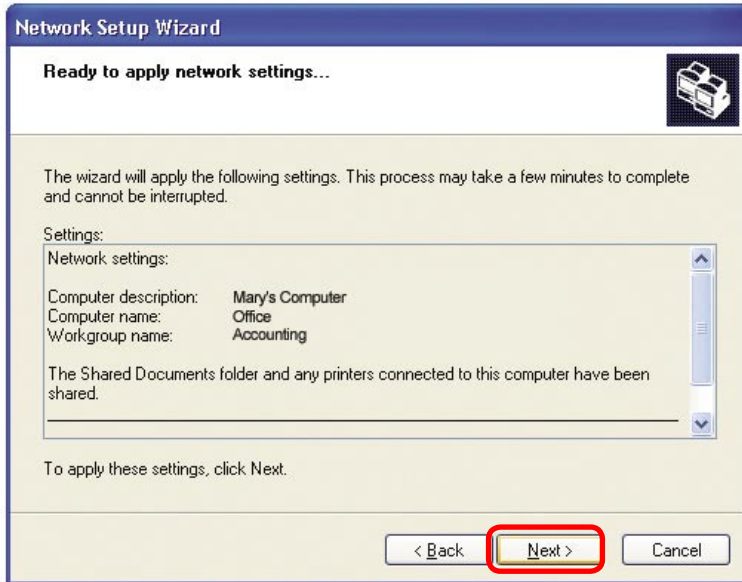 Network Setup Wizard
Ready to apply network settings...
The wizard will apply the following settings. This process may take a few minutes to complete
and cannot be interrupted.
Settings:
Network settings:
Computer description: Mary's Computer
Computer name: Office
Workgroup name: Accounting
The Shared Documents folder and any printers connected to this computer have been
shared.
To apply these settings, click Next.
< Back Next > Cancel